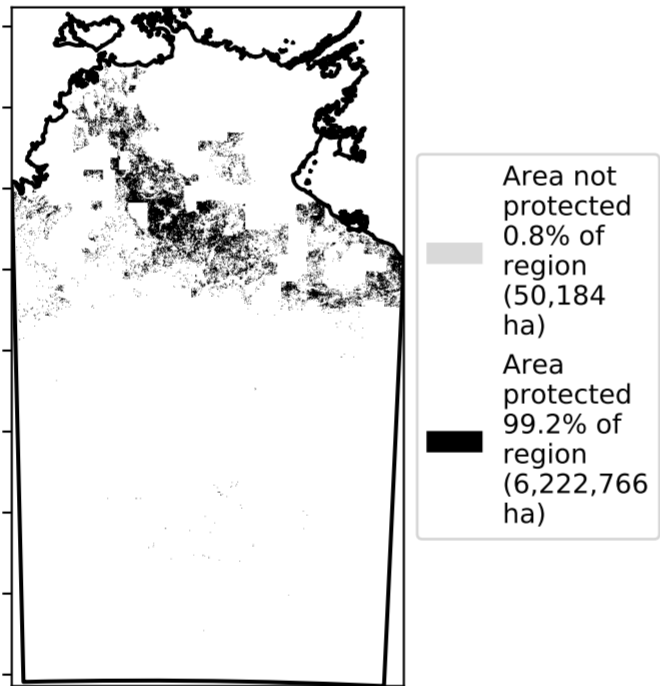 Area not
protected
0.8% of
region
(50,184
ha)
Area
protected
99.2% of
region
(6,222,766
ha)